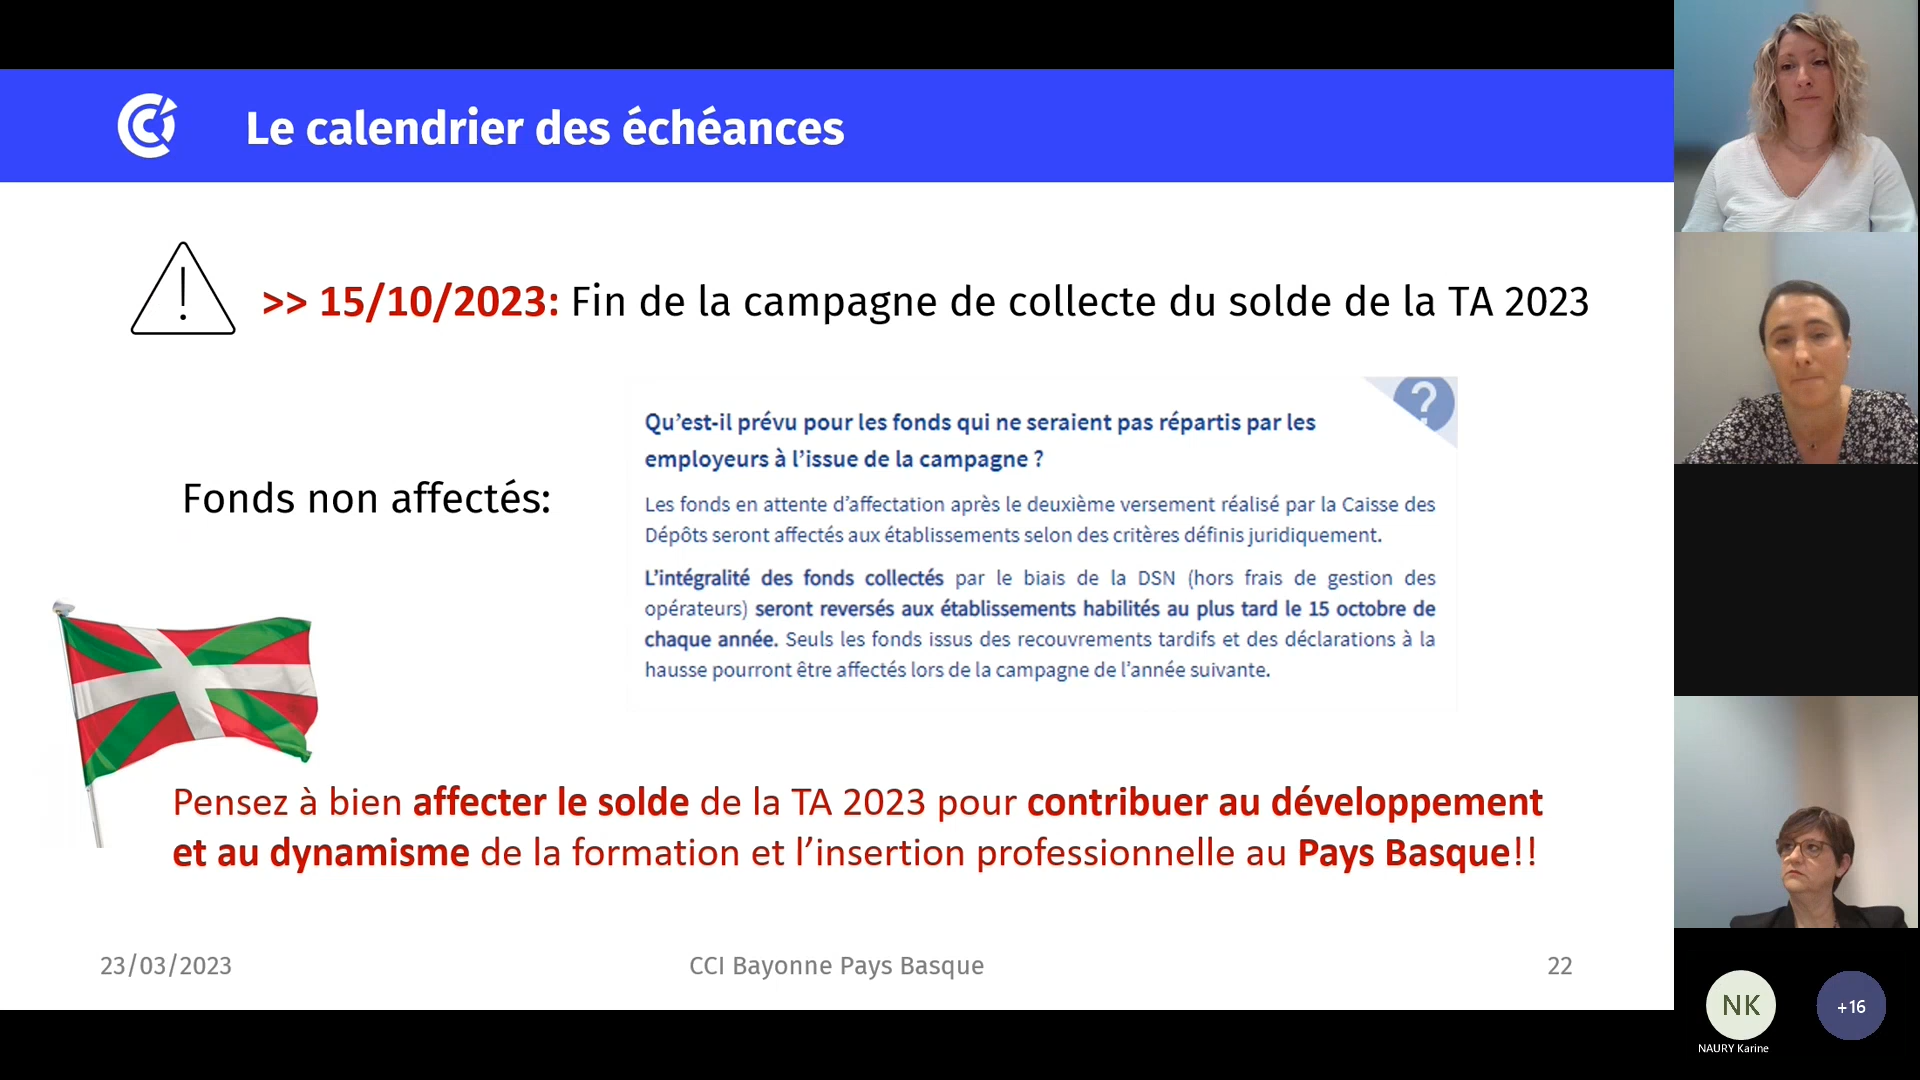 Le calendrier des échéances
>> 15/10/2023: Fin de la campagne de collecte du solde de la TA 2023
?
Qu’est-il prévu pour les fonds qui ne seraient pas répartis par les
employeurs à l’issue de la campagne ?
Fonds non affectés:
Les fonds en attente d’affectation après le deuxième versement réalisé par la Caisse des
Dépôts seront affectés aux établissements selon des critères définis juridiquement.
L’intégralité des fonds collectés par le biais de la DSN (hors frais de gestion des
opérateurs) seront reversés aux établissements habilités au plus tard le 15 octobre de
chaque année. Seuls les fonds issus des recouvrements tardifs et des déclarations à la
hausse pourront être affectés lors de la campagne de l’année suivante.
Pensez à bien affecter le solde de la TA 2023 pour contribuer au développement
et au dynamisme de la formation et l’insertion professionnelle au Pays Basque!!
23/03/2023
CCI Bayonne Pays Basque
22
NK
+16
NAURY Karine